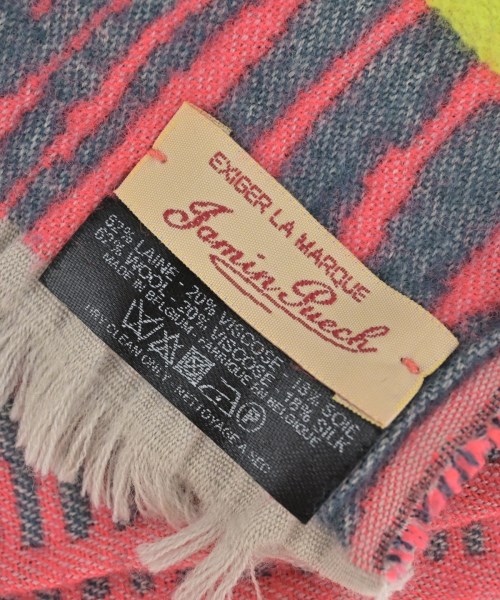 EXIGER LA MARQUE
Jamin Puech
62% LAINE - 20% VISCOSE - 18% SOIE
62% WOOL - 20% VISCOSE - 18% SILK
MADE IN BELGIUM, FABRIQUE EN BELGIQUE
P
DRY CLEAN ONLY, NETTOYAGE A SEC